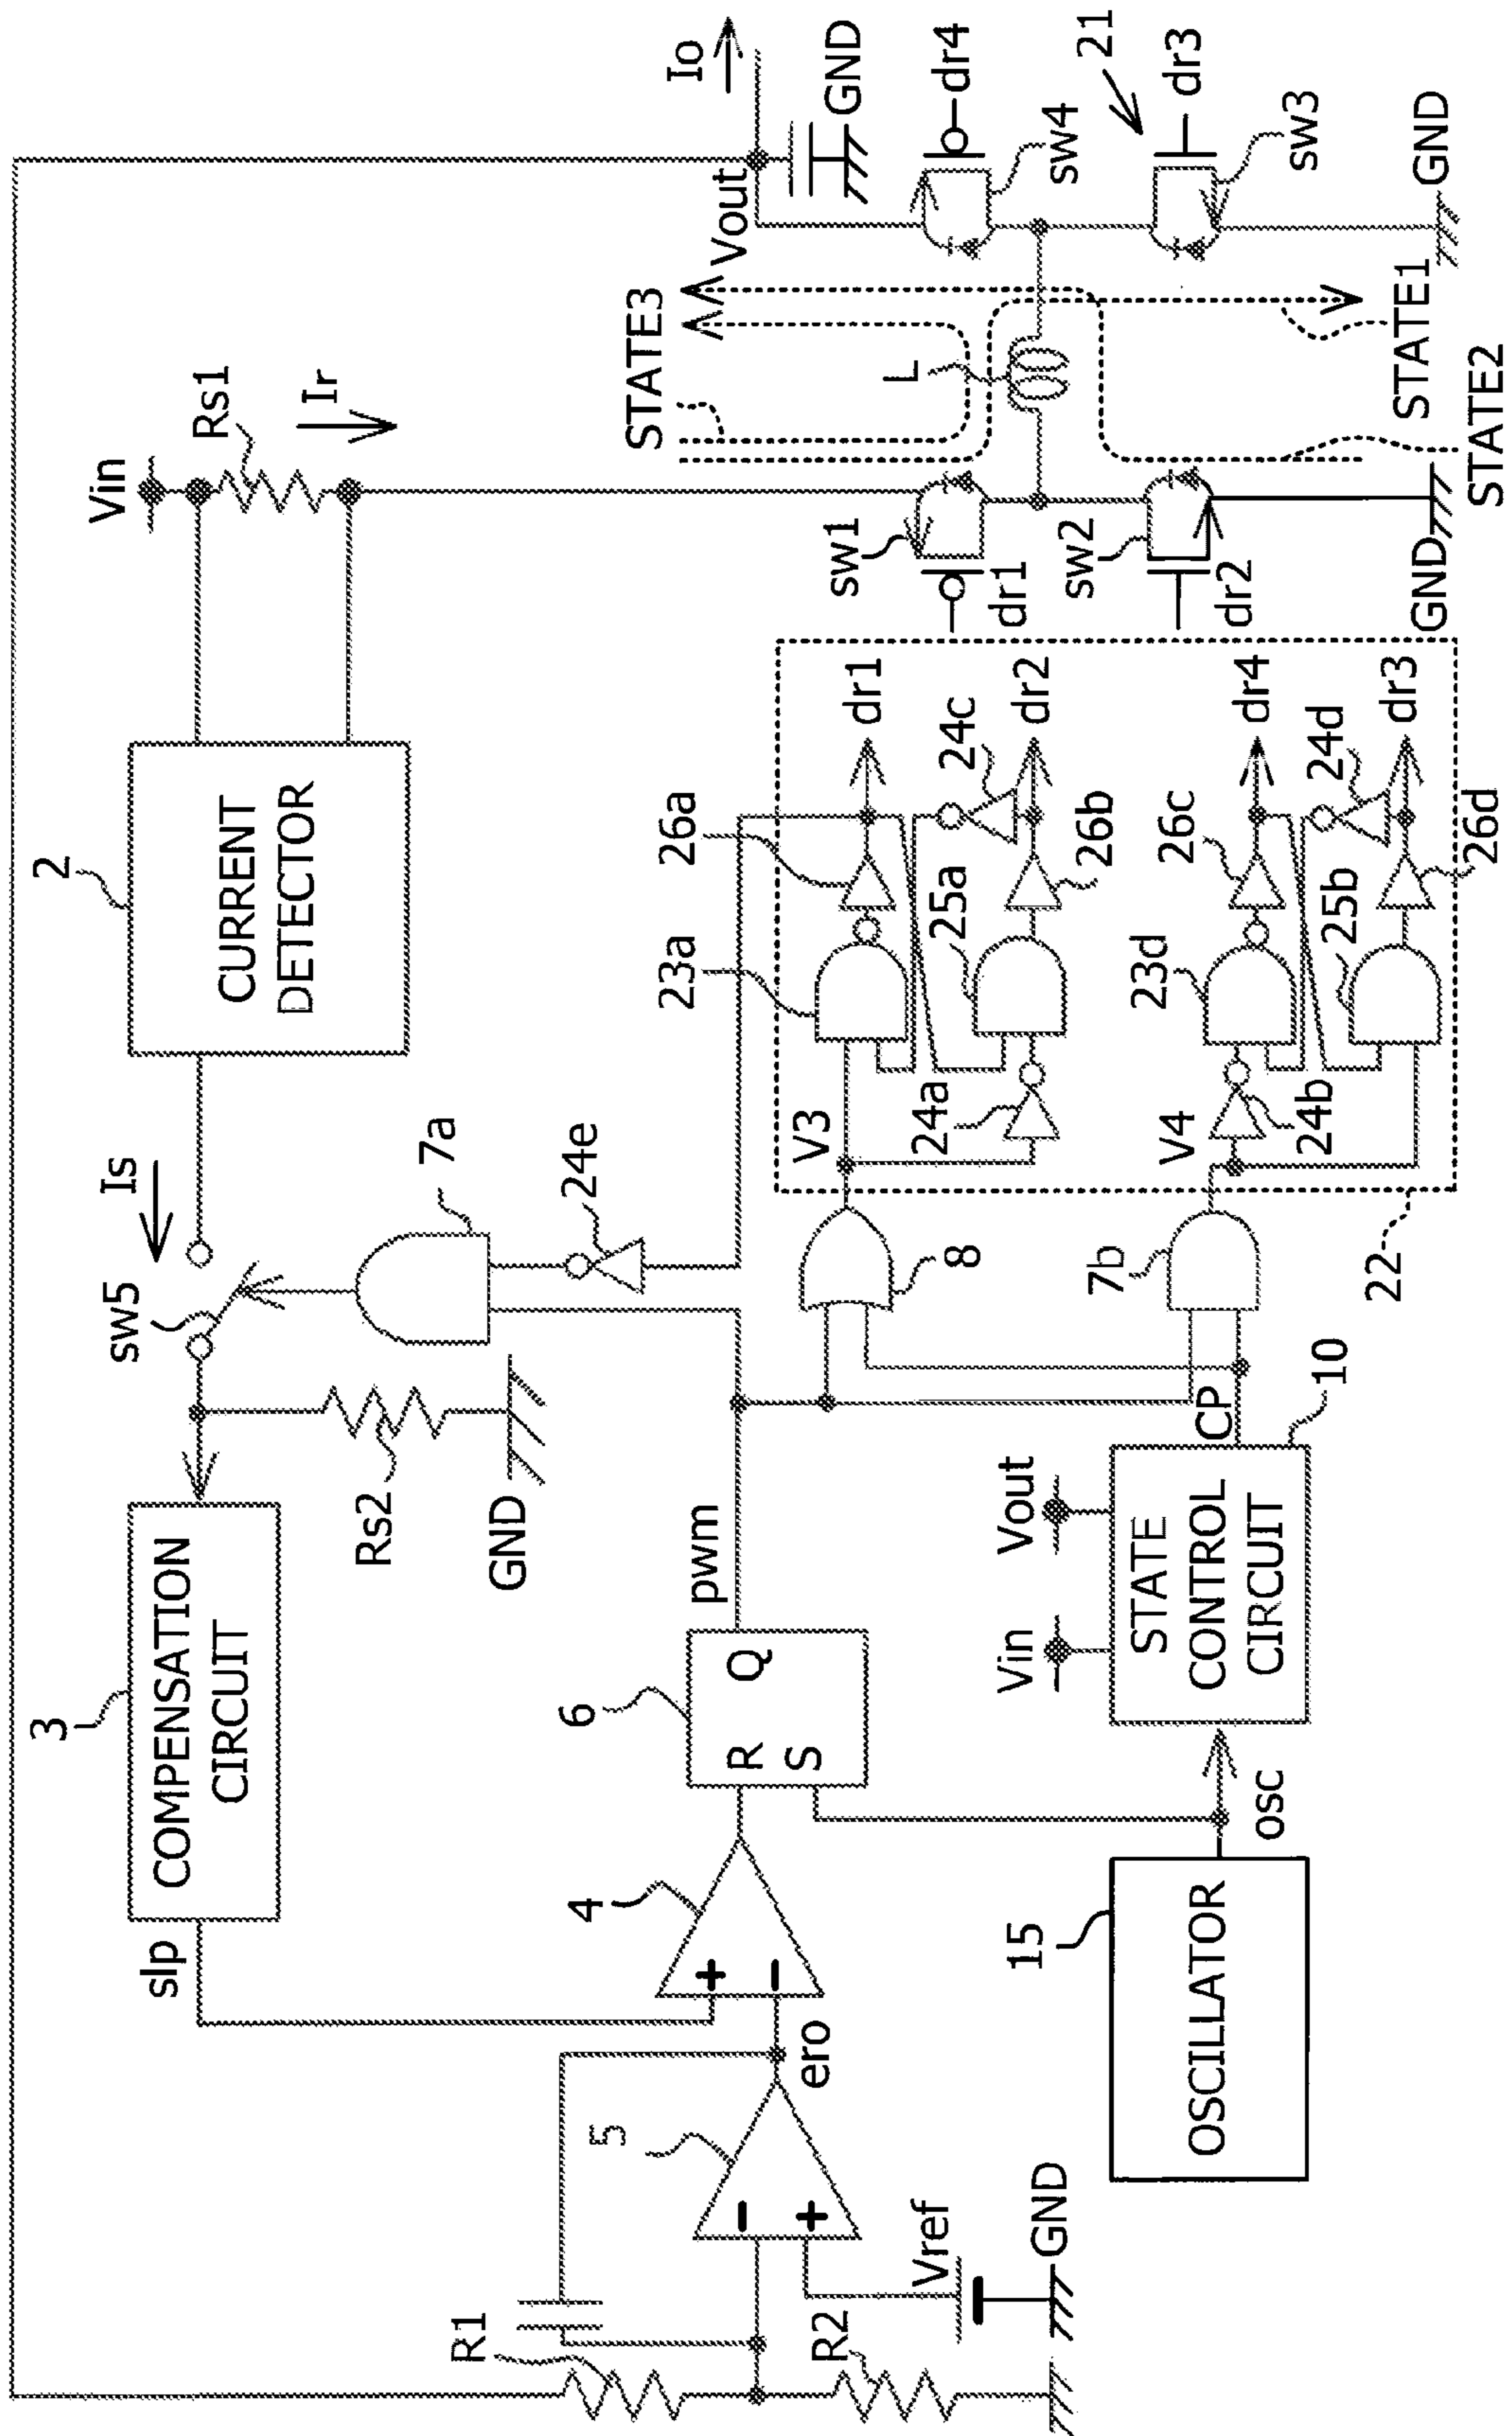 Vin
Rs1
Ir
2
CURRENT
DETECTOR
Is
sw5
3
COMPENSATION
CIRCUIT
slp
Rs2
GND
7a
24e
Io
GND
Vout
dr4
sw4
21
dr3
sw3
GND
STATE3
L
STATE1
STATE2
sw1
dr1
sw2
dr2
GND
23a
26a
dr1
24c
25a
dr2
26b
V3
24a
23d
26c
dr4
24d
25b
dr3
26d
V4
24b
22
8
7b
CP
10
pwm
6
R
S
Q
Vin
Vout
STATE
CONTROL
CIRCUIT
osc
15
OSCILLATOR
4
+
−
ero
5
−
+
Vref
GND
R1
R2